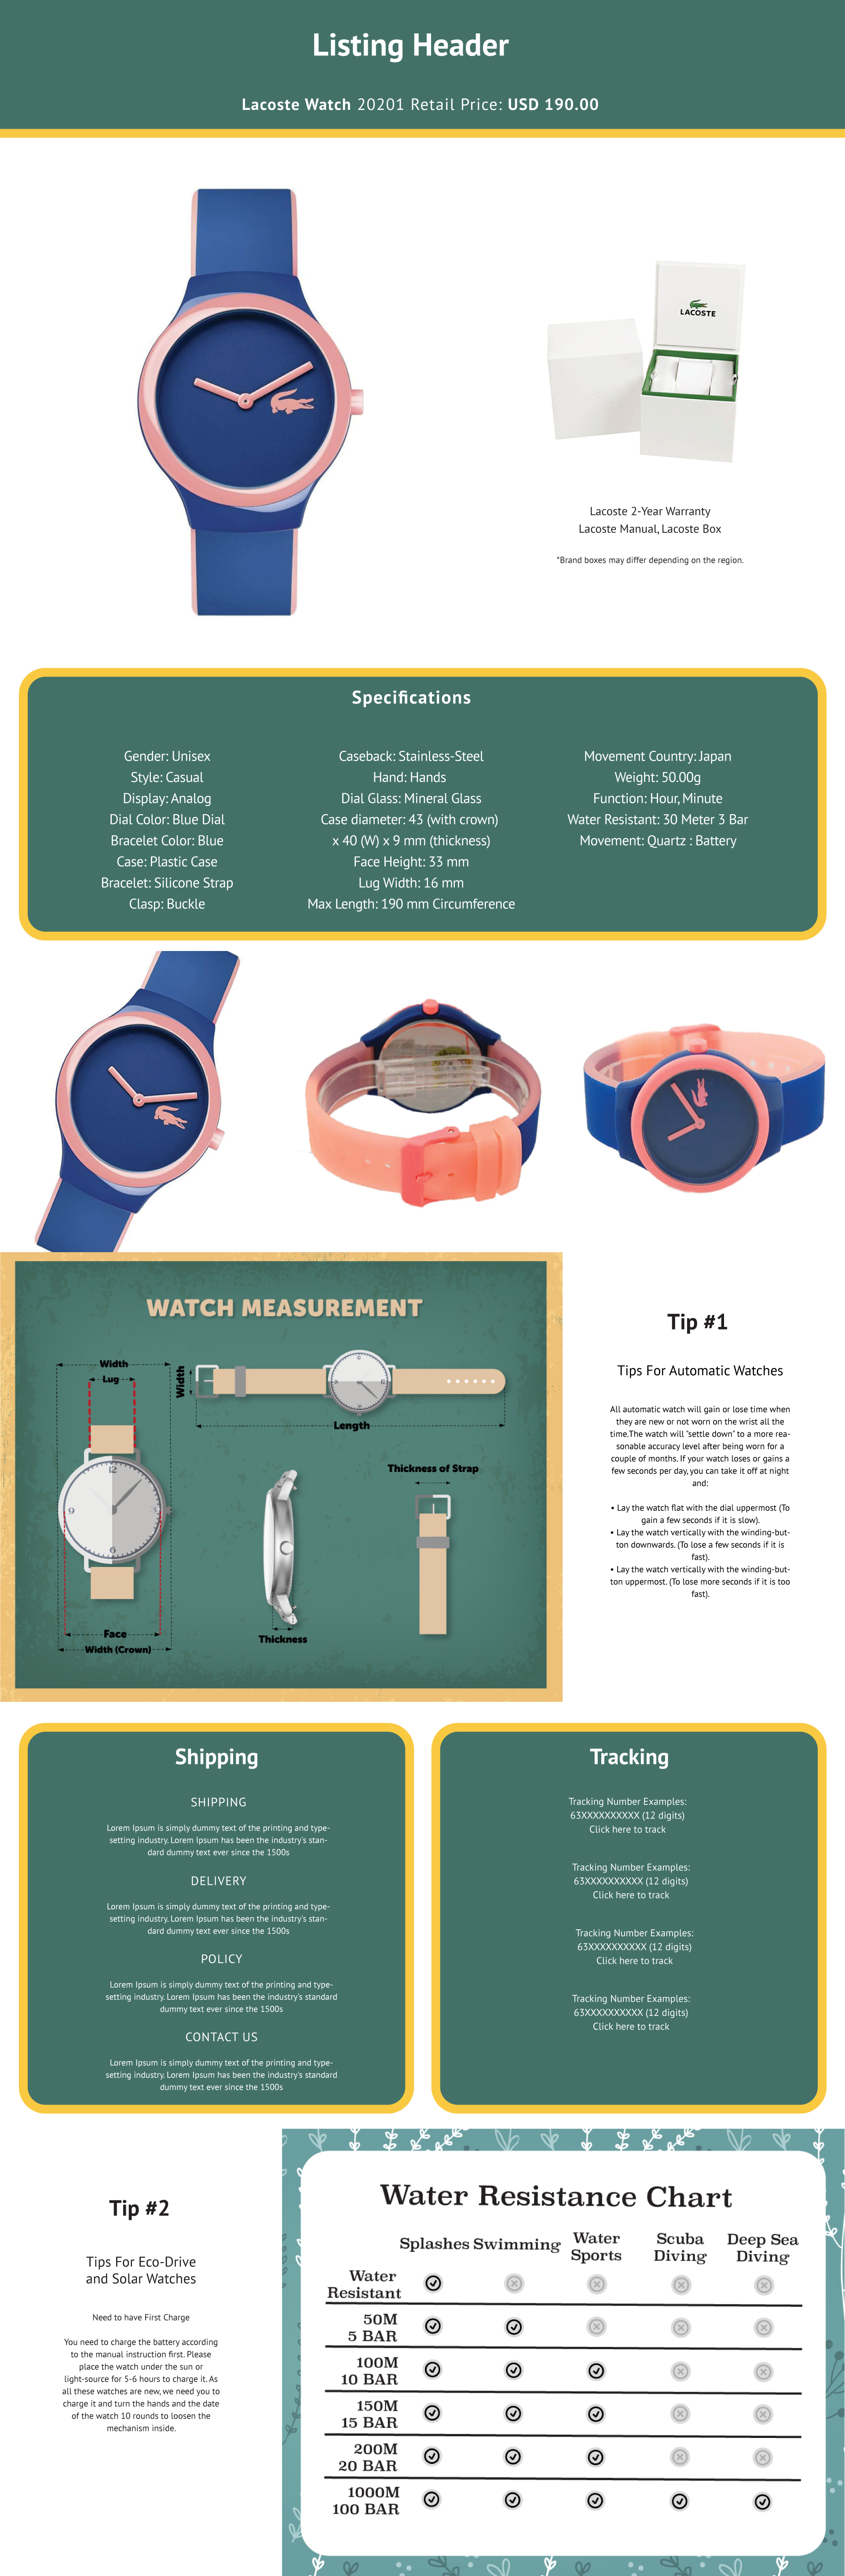 Listing Header
Lacoste Watch 20201 Retail Price: USD 190.00
LACOSTE
Lacoste 2-Year Warranty
Lacoste Manual, Lacoste Box
*Brand boxes may differ depending on the region.
Specifications
Gender: Unisex
Style: Casual
Display: Analog
Dial Color: Blue Dial
Bracelet Color: Blue
Case: Plastic Case
Bracelet: Silicone Strap
Clasp: Buckle
Caseback: Stainless-Steel
Hand: Hands
Dial Glass: Mineral Glass
Case diameter: 43 (with crown)
x 40 (W) x 9 mm (thickness)
Face Height: 33 mm
Lug Width: 16 mm
Max Length: 190 mm Circumference
Movement Country: Japan
Weight: 50.00g
Function: Hour, Minute
Water Resistant: 30 Meter 3 Bar
Movement: Quartz : Battery
WATCH MEASUREMENT
Width
Lug
Width
Length
12
9
6
Thickness of Strap
Face
Width (Crown)
Thickness
Tip #1
Tips For Automatic Watches
All automatic watch will gain or lose time when
they are new or not worn on the wrist all the
time.The watch will "settle down" to a more rea-
sonable accuracy level after being worn for a
couple of months. If your watch loses or gains a
few seconds per day, you can take it off at night
and:
• Lay the watch flat with the dial uppermost (To
gain a few seconds if it is slow).
• Lay the watch vertically with the winding-but-
ton downwards. (To lose a few seconds if it is
fast).
• Lay the watch vertically with the winding-but-
ton uppermost. (To lose more seconds if it is too
fast).
Shipping
SHIPPING
Lorem Ipsum is simply dummy text of the printing and type-
setting industry. Lorem Ipsum has been the industry's stan-
dard dummy text ever since the 1500s
DELIVERY
Lorem Ipsum is simply dummy text of the printing and type-
setting industry. Lorem Ipsum has been the industry's stan-
dard dummy text ever since the 1500s
POLICY
Lorem Ipsum is simply dummy text of the printing and type-
setting industry. Lorem Ipsum has been the industry's standard
dummy text ever since the 1500s
CONTACT US
Lorem Ipsum is simply dummy text of the printing and type-
setting industry. Lorem Ipsum has been the industry's standard
dummy text ever since the 1500s
Tracking
Tracking Number Examples:
63XXXXXXXXXX (12 digits)
Click here to track
Tracking Number Examples:
63XXXXXXXXXX (12 digits)
Click here to track
Tracking Number Examples:
63XXXXXXXXXX (12 digits)
Click here to track
Tracking Number Examples:
63XXXXXXXXXX (12 digits)
Click here to track
Tip #2
Tips For Eco-Drive
and Solar Watches
Need to have First Charge
You need to charge the battery according
to the manual instruction first. Please
place the watch under the sun or
light-source for 5-6 hours to charge it. As
all these watches are new, we need you to
charge it and turn the hands and the date
of the watch 10 rounds to loosen the
mechanism inside.
Water Resistance Chart
Splashes Swimming Water Sports Scuba Diving Deep Sea Diving
Water
Resistant
50M
5 BAR
100M
10 BAR
150M
15 BAR
200M
20 BAR
1000M
100 BAR